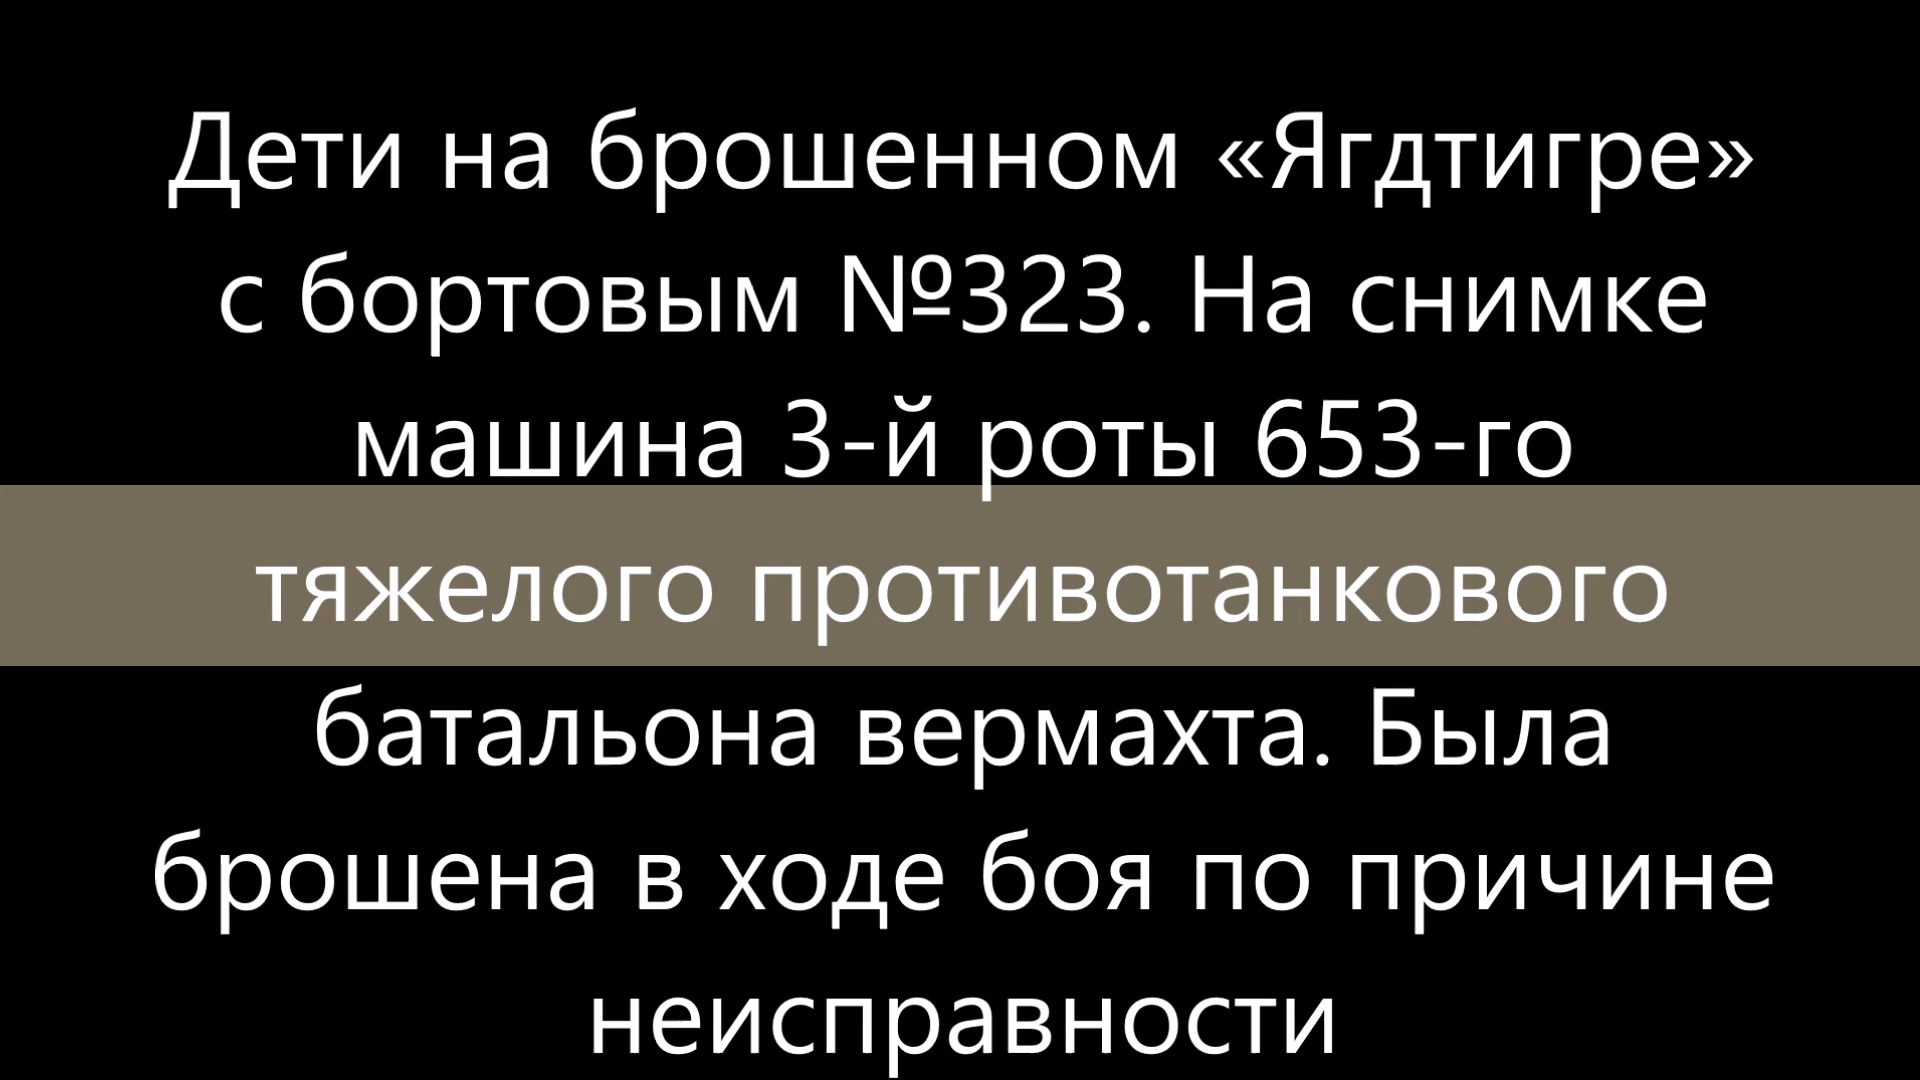 Дети на брошенном «Ягдтигре»
с бортовым №323. На снимке
машина 3-й роты 653-го
тяжелого противотанкового
батальона вермахта. Была
брошена в ходе боя по причине
неисправности